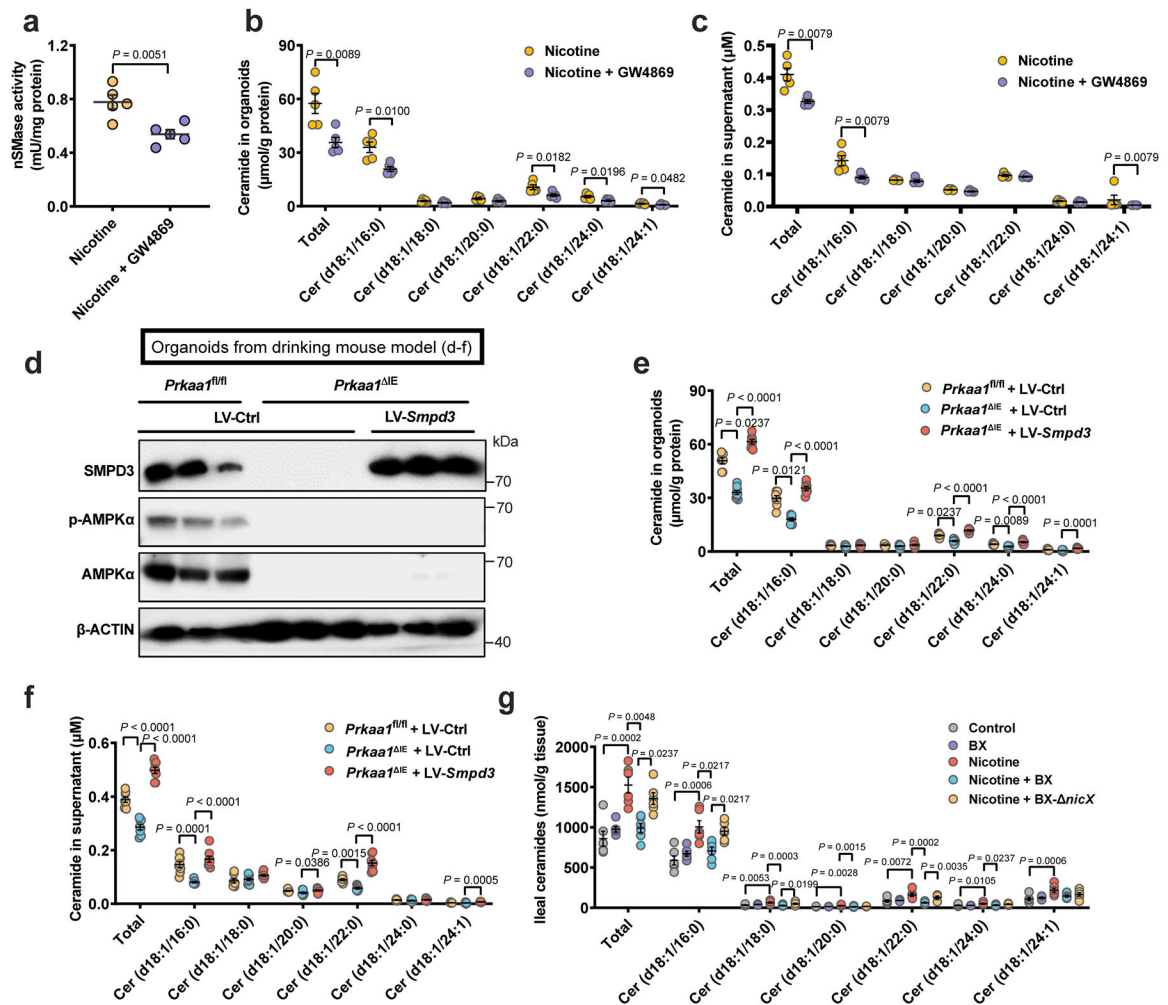 a
nSMase activity
(mU/mg protein)
1.2
0.8
0.4
0.0
P = 0.0051
Nicotine
Nicotine + GW4869
b
Ceramide in organoids
(μmol/g protein)
90
60
30
0
P = 0.0089
P = 0.0100
P = 0.0182
P = 0.0196
P = 0.0482
Nicotine
Nicotine + GW4869
Total
Cer (d18:1/16:0)
Cer (d18:1/18:0)
Cer (d18:1/20:0)
Cer (d18:1/22:0)
Cer (d18:1/24:0)
Cer (d18:1/24:1)
c
Ceramide in supernatant (μM)
0.5
0.4
0.3
0.2
0.1
0.0
P = 0.0079
P = 0.0079
P = 0.0079
Nicotine
Nicotine + GW4869
Total
Cer (d18:1/16:0)
Cer (d18:1/18:0)
Cer (d18:1/20:0)
Cer (d18:1/22:0)
Cer (d18:1/24:0)
Cer (d18:1/24:1)
d
Organoids from drinking mouse model (d-f)
Prkaa1fl/fl
Prkaa1ΔIE
LV-Ctrl
LV-Smpd3
kDa
SMPD3
70
p-AMPKα
70
AMPKα
70
β-ACTIN
40
e
Ceramide in organoids
(μmol/g protein)
90
60
30
0
P < 0.0001
P = 0.0237
P < 0.0001
P = 0.0121
P < 0.0001
P = 0.0237
P < 0.0001
P = 0.0089
P = 0.0001
Prkaa1fl/fl + LV-Ctrl
Prkaa1ΔIE + LV-Ctrl
Prkaa1ΔIE + LV-Smpd3
Total
Cer (d18:1/16:0)
Cer (d18:1/18:0)
Cer (d18:1/20:0)
Cer (d18:1/22:0)
Cer (d18:1/24:0)
Cer (d18:1/24:1)
f
Ceramide in supernatant (μM)
0.6
0.4
0.2
0.0
P < 0.0001
P < 0.0001
P < 0.0001
P = 0.0001
P = 0.0386
P < 0.0001
P = 0.0015
P = 0.0005
Prkaa1fl/fl + LV-Ctrl
Prkaa1ΔIE + LV-Ctrl
Prkaa1ΔIE + LV-Smpd3
Total
Cer (d18:1/16:0)
Cer (d18:1/18:0)
Cer (d18:1/20:0)
Cer (d18:1/22:0)
Cer (d18:1/24:0)
Cer (d18:1/24:1)
g
Ileal ceramides (nmol/g tissue)
2000
1500
1000
500
0
P = 0.0048
P = 0.0002
P = 0.0237
P = 0.0217
P = 0.0006
P = 0.0217
P = 0.0003
P = 0.0053
P = 0.0199
P = 0.0015
P = 0.0028
P = 0.0002
P = 0.0072
P = 0.0035
P = 0.0237
P = 0.0105
P = 0.0006
Control
BX
Nicotine
Nicotine + BX
Nicotine + BX-ΔnicX
Total
Cer (d18:1/16:0)
Cer (d18:1/18:0)
Cer (d18:1/20:0)
Cer (d18:1/22:0)
Cer (d18:1/24:0)
Cer (d18:1/24:1)